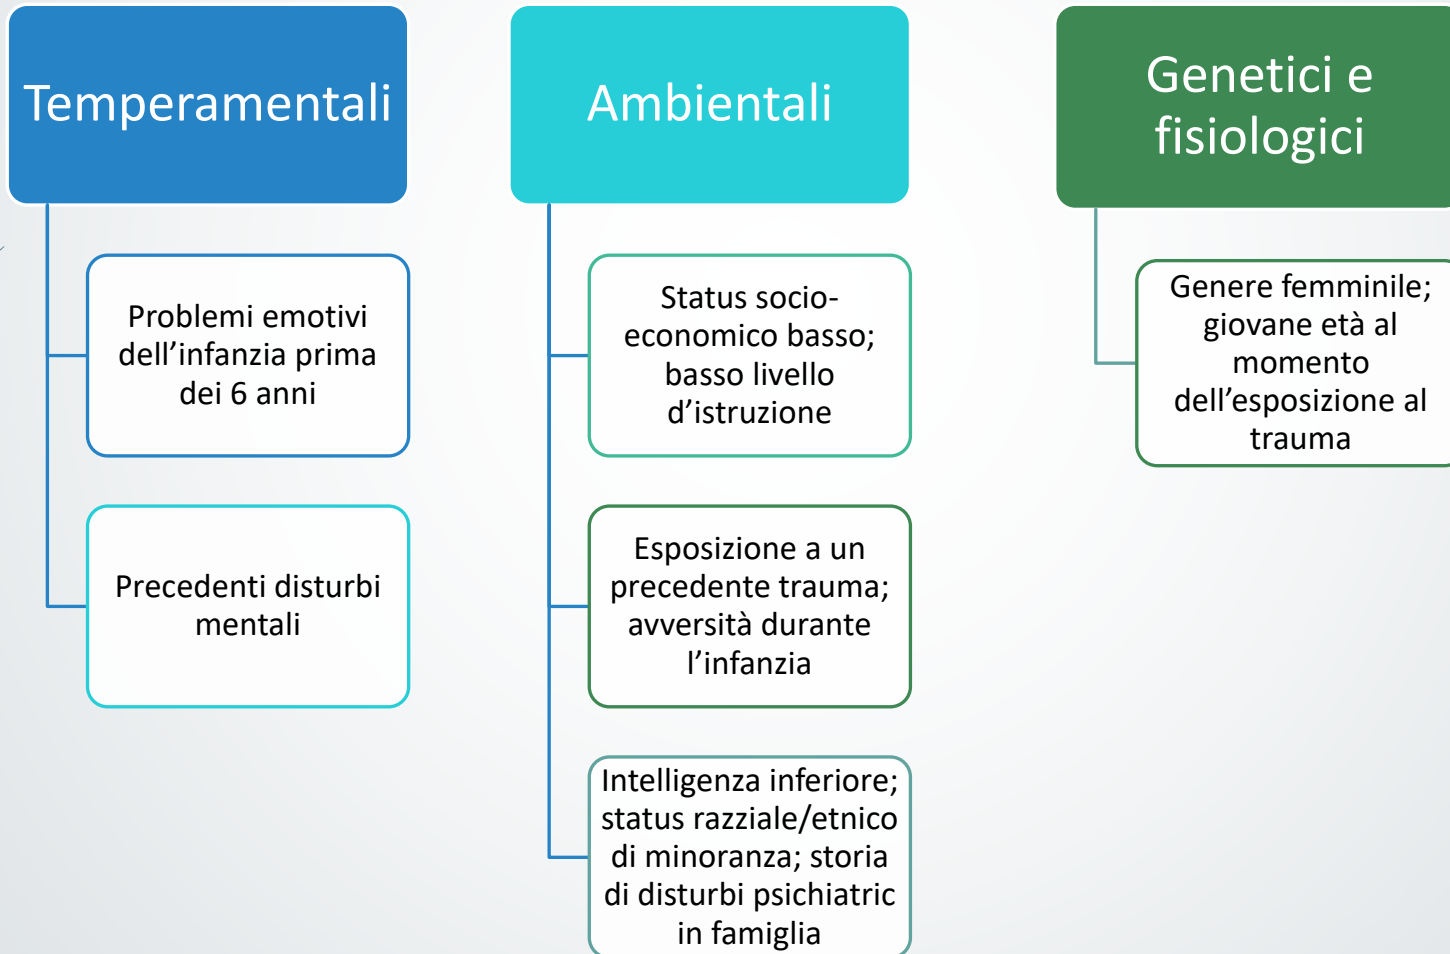 Temperamentali
Problemi emotivi
dell’infanzia prima
dei 6 anni
Precedenti disturbi
mentali
Ambientali
Status socio-
economico basso;
basso livello
d’istruzione
Esposizione a un
precedente trauma;
avversità durante
l’infanzia
Intelligenza inferiore;
status razziale/etnico
di minoranza; storia
di disturbi psichiatric
in famiglia
Genetici e
fisiologici
Genere femminile;
giovane età al
momento
dell’esposizione al
trauma